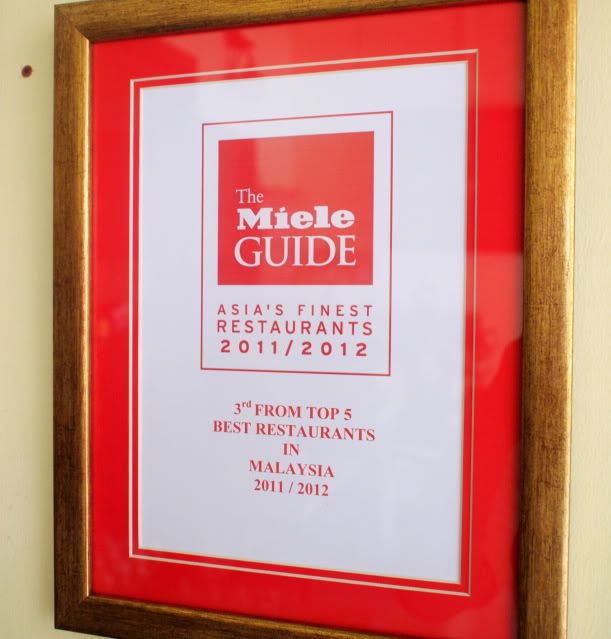 The
Miele
GUIDE
ASIA'S FINEST
RESTAURANTS
2011/2012
3rd FROM TOP 5
BEST RESTAURANTS
IN
MALAYSIA
2011 / 2012